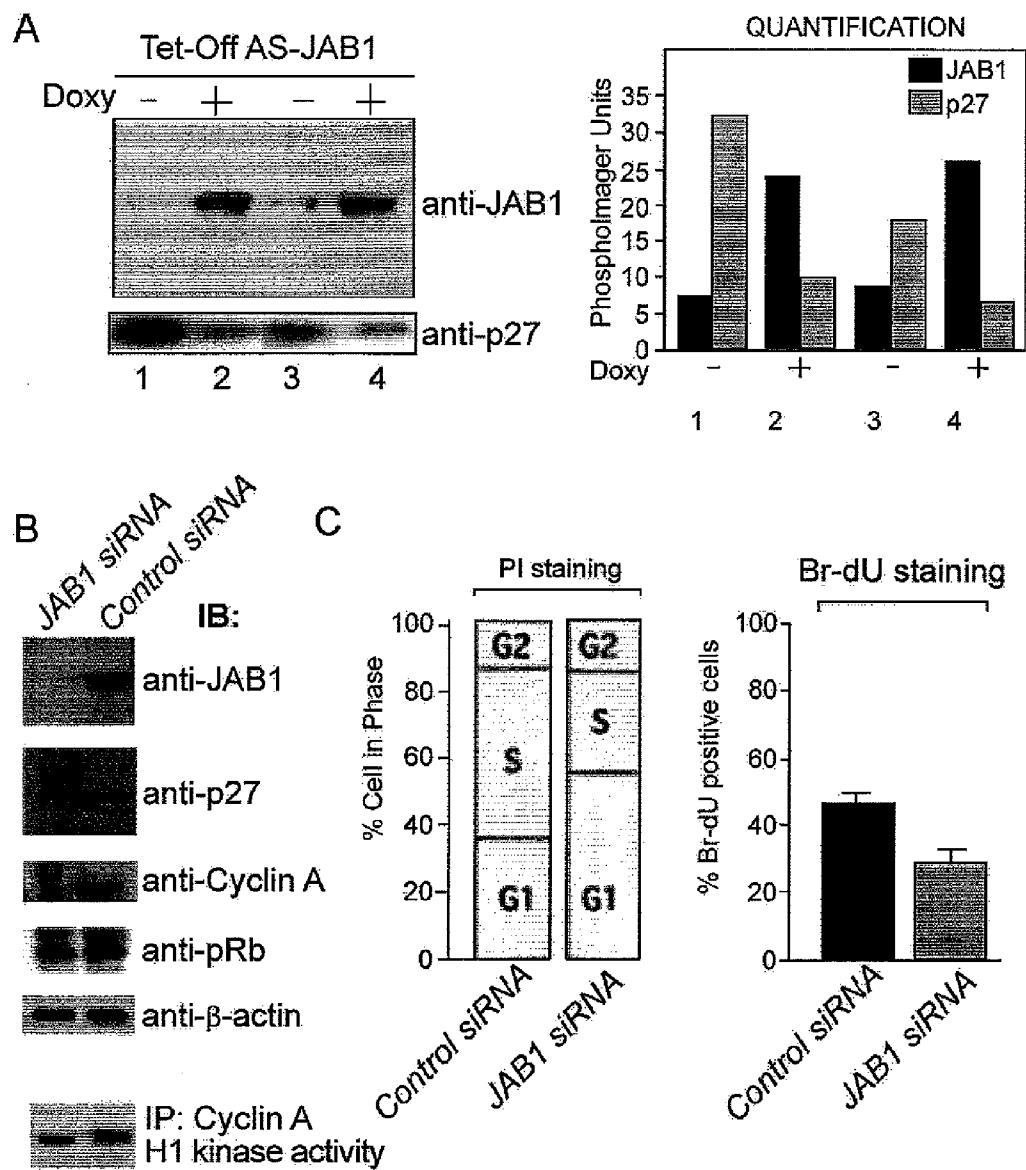 A
Tet-Off AS-JAB1
Doxy − + − +
anti-JAB1
anti-p27
1 2 3 4
QUANTIFICATION
JAB1
p27
PhosphoImager Units
35
30
25
20
15
10
5
0
Doxy − + − +
1 2 3 4
B
JAB1 siRNA
Control siRNA
IB:
anti-JAB1
anti-p27
anti-Cyclin A
anti-pRb
anti-β-actin
IP: Cyclin A
H1 kinase activity
C
PI staining
% Cell in Phase
100
80
60
40
20
0
G2
S
G1
G2
S
G1
Control siRNA
JAB1 siRNA
Br-dU staining
% Br-dU positive cells
100
80
60
40
20
0
Control siRNA
JAB1 siRNA